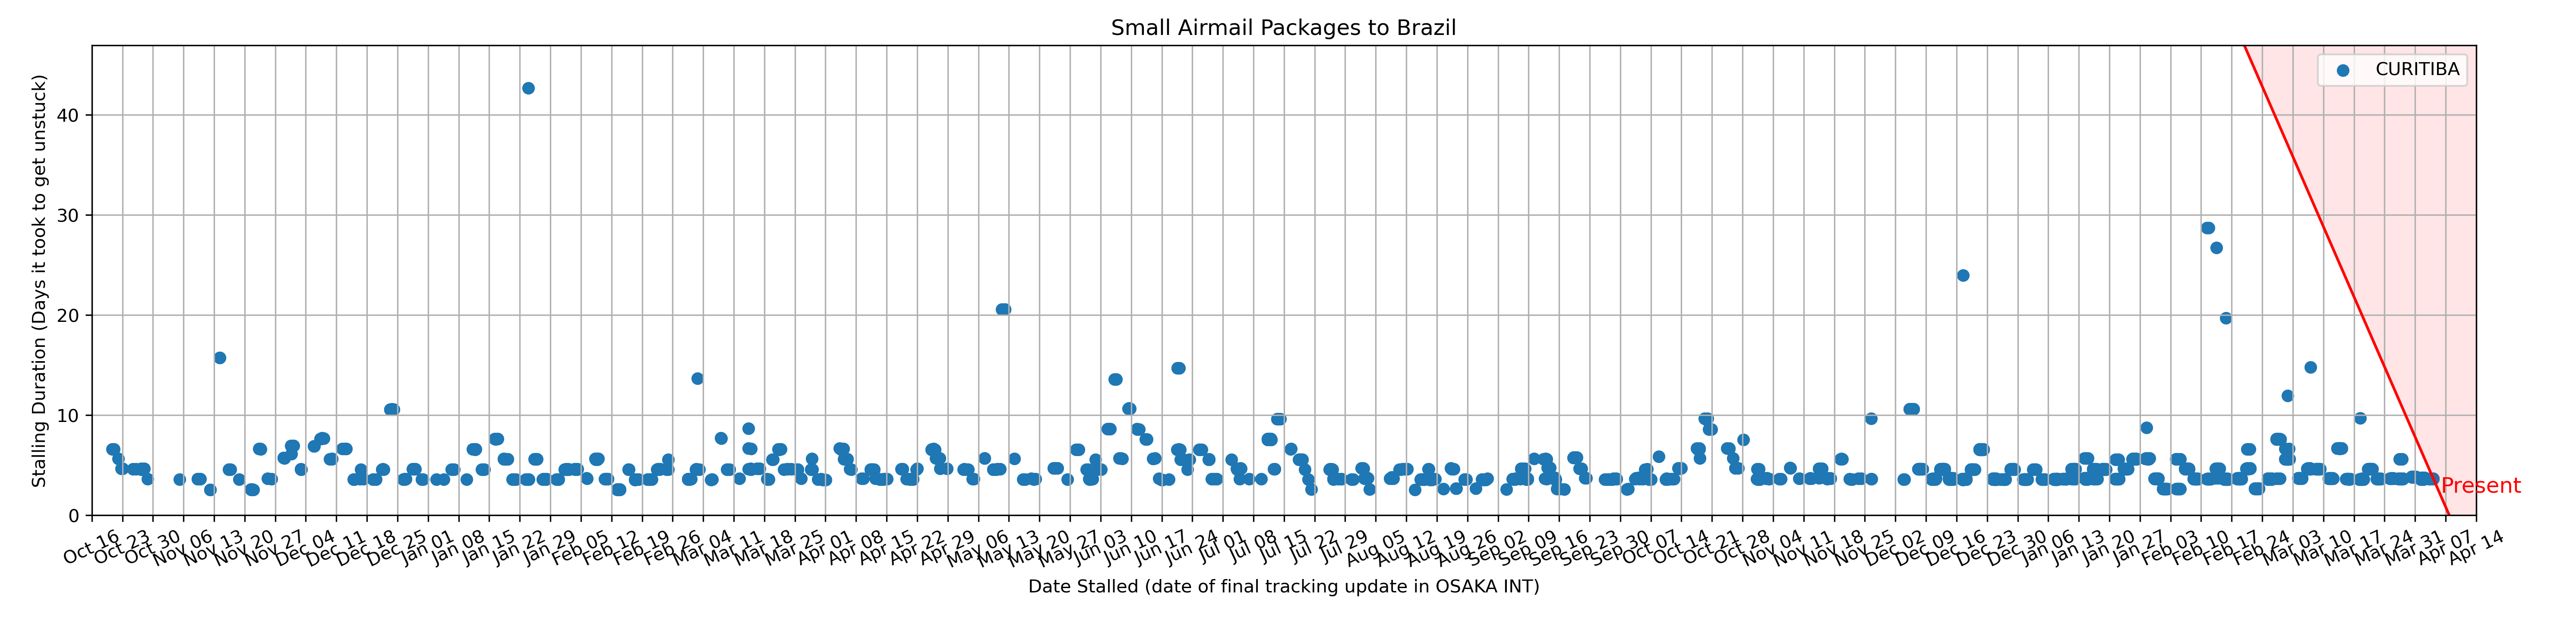 Small Airmail Packages to Brazil
CURITIBA
Stalling Duration (Days it took to get unstuck)
40
30
20
10
0
Present
Oct 16
Oct 23
Oct 30
Nov 06
Nov 13
Nov 20
Nov 27
Dec 04
Dec 11
Dec 18
Dec 25
Jan 01
Jan 08
Jan 15
Jan 22
Jan 29
Feb 05
Feb 12
Feb 19
Feb 26
Mar 04
Mar 11
Mar 18
Mar 25
Apr 01
Apr 08
Apr 15
Apr 22
Apr 29
May 06
May 13
May 20
May 27
Jun 03
Jun 10
Jun 17
Jun 24
Jul 01
Jul 08
Jul 15
Jul 22
Jul 29
Aug 05
Aug 12
Aug 19
Aug 26
Sep 02
Sep 09
Sep 16
Sep 23
Sep 30
Oct 07
Oct 14
Oct 21
Oct 28
Nov 04
Nov 11
Nov 18
Nov 25
Dec 02
Dec 09
Dec 16
Dec 23
Dec 30
Jan 06
Jan 13
Jan 20
Jan 27
Feb 03
Feb 10
Feb 17
Feb 24
Mar 03
Mar 10
Mar 17
Mar 24
Mar 31
Apr 07
Apr 14
Date Stalled (date of final tracking update in OSAKA INT)